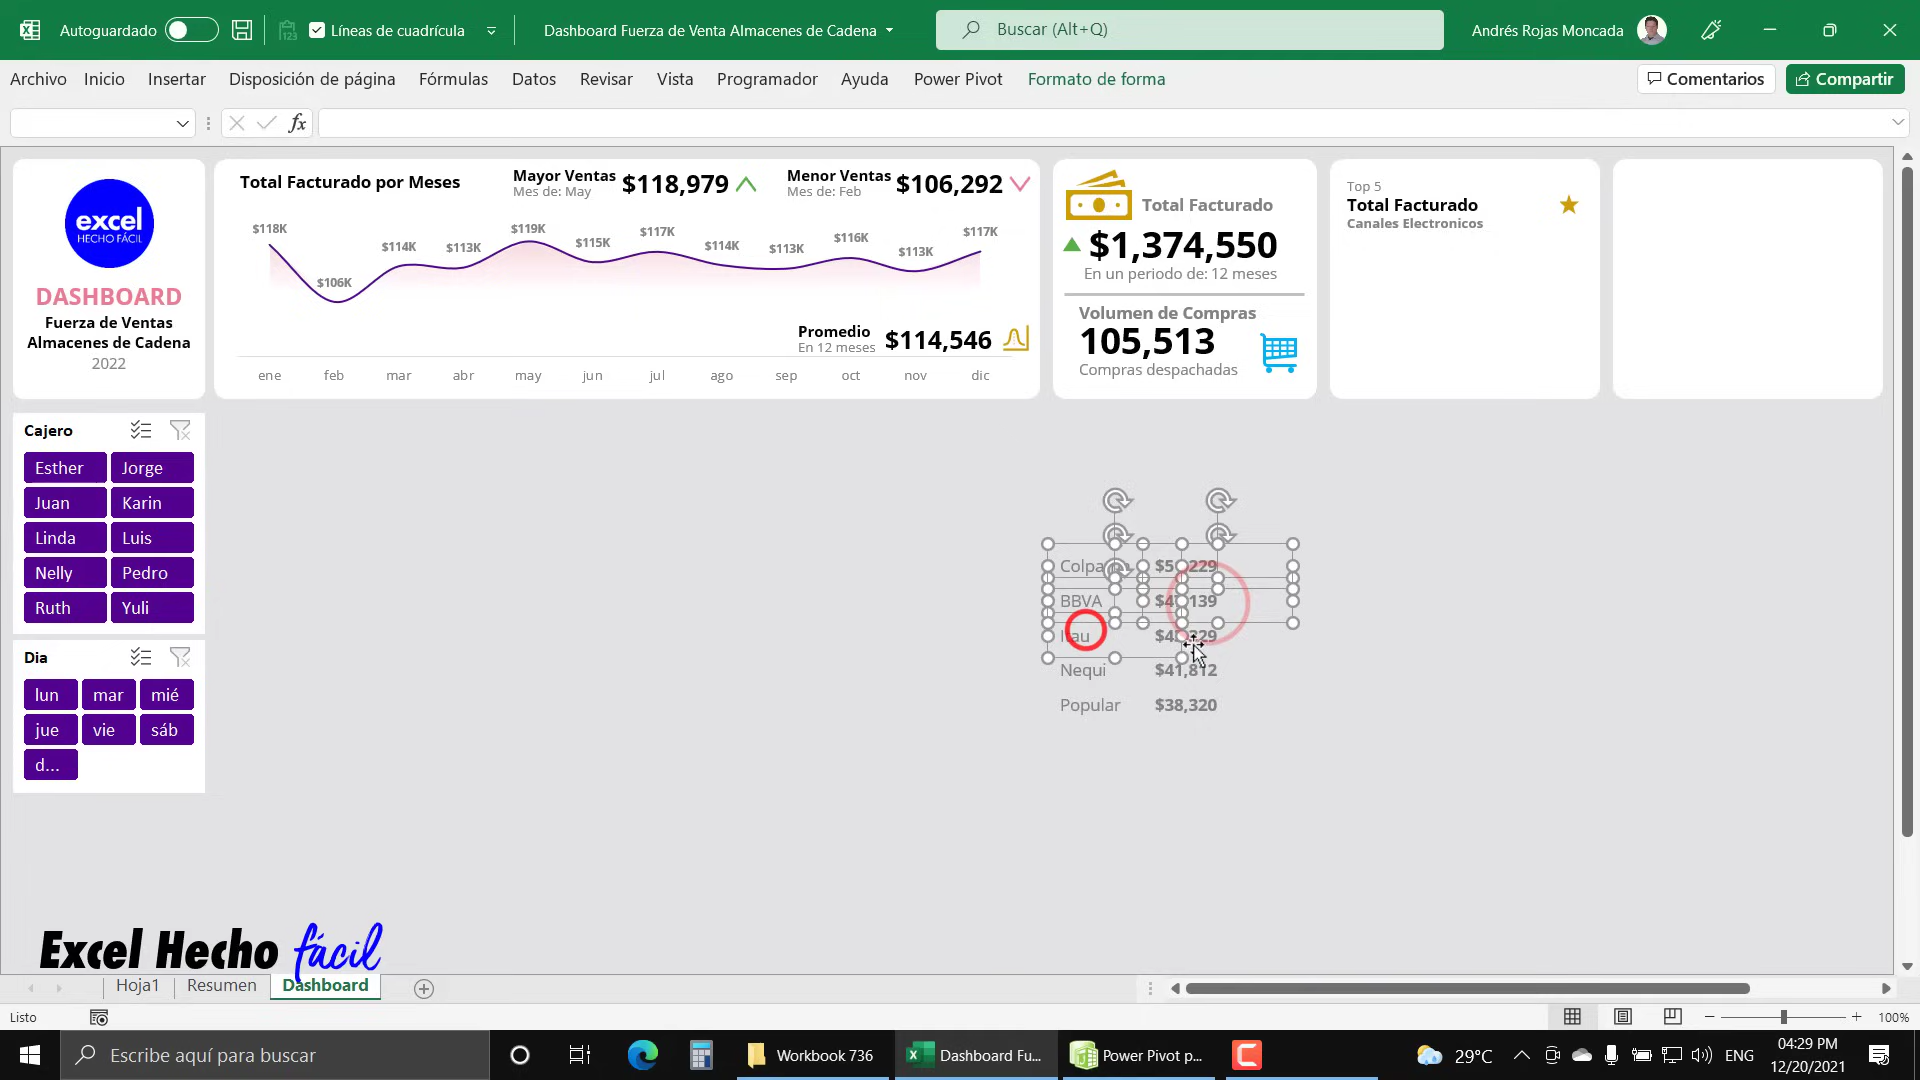 Autoguardado
123
Líneas de cuadrícula
Dashboard Fuerza de Venta Almacenes de Cadena
Buscar (Alt+Q)
Andrés Rojas Moncada
Archivo Inicio Insertar Disposición de página Fórmulas Datos Revisar Vista Programador Ayuda Power Pivot Formato de forma
Comentarios
Compartir
fx
excel
HECHO FÁCIL
DASHBOARD
Fuerza de Ventas
Almacenes de Cadena
2022
Total Facturado por Meses
Mayor Ventas
Mes de: May
$118,979
Menor Ventas
Mes de: Feb
$106,292
$118K $106K $114K $113K $119K $115K $117K $114K $113K $116K $113K $117K
Promedio
En 12 meses
$114,546
ene feb mar abr may jun jul ago sep oct nov dic
Total Facturado
$1,374,550
En un periodo de: 12 meses
Volumen de Compras
105,513
Compras despachadas
Top 5
Total Facturado
Canales Electronicos
Cajero
Esther Jorge
Juan Karin
Linda Luis
Nelly Pedro
Ruth Yuli
Dia
lun mar mié
jue vie sáb
d...
BBVA
Itau
Nequi $41,812
Popular $38,320
Excel Hecho fácil
Hoja1 Resumen Dashboard
Listo
100%
Escribe aquí para buscar
Workbook 736
Dashboard Fu...
Power Pivot p...
29°C
ENG
04:29 PM
12/20/2021